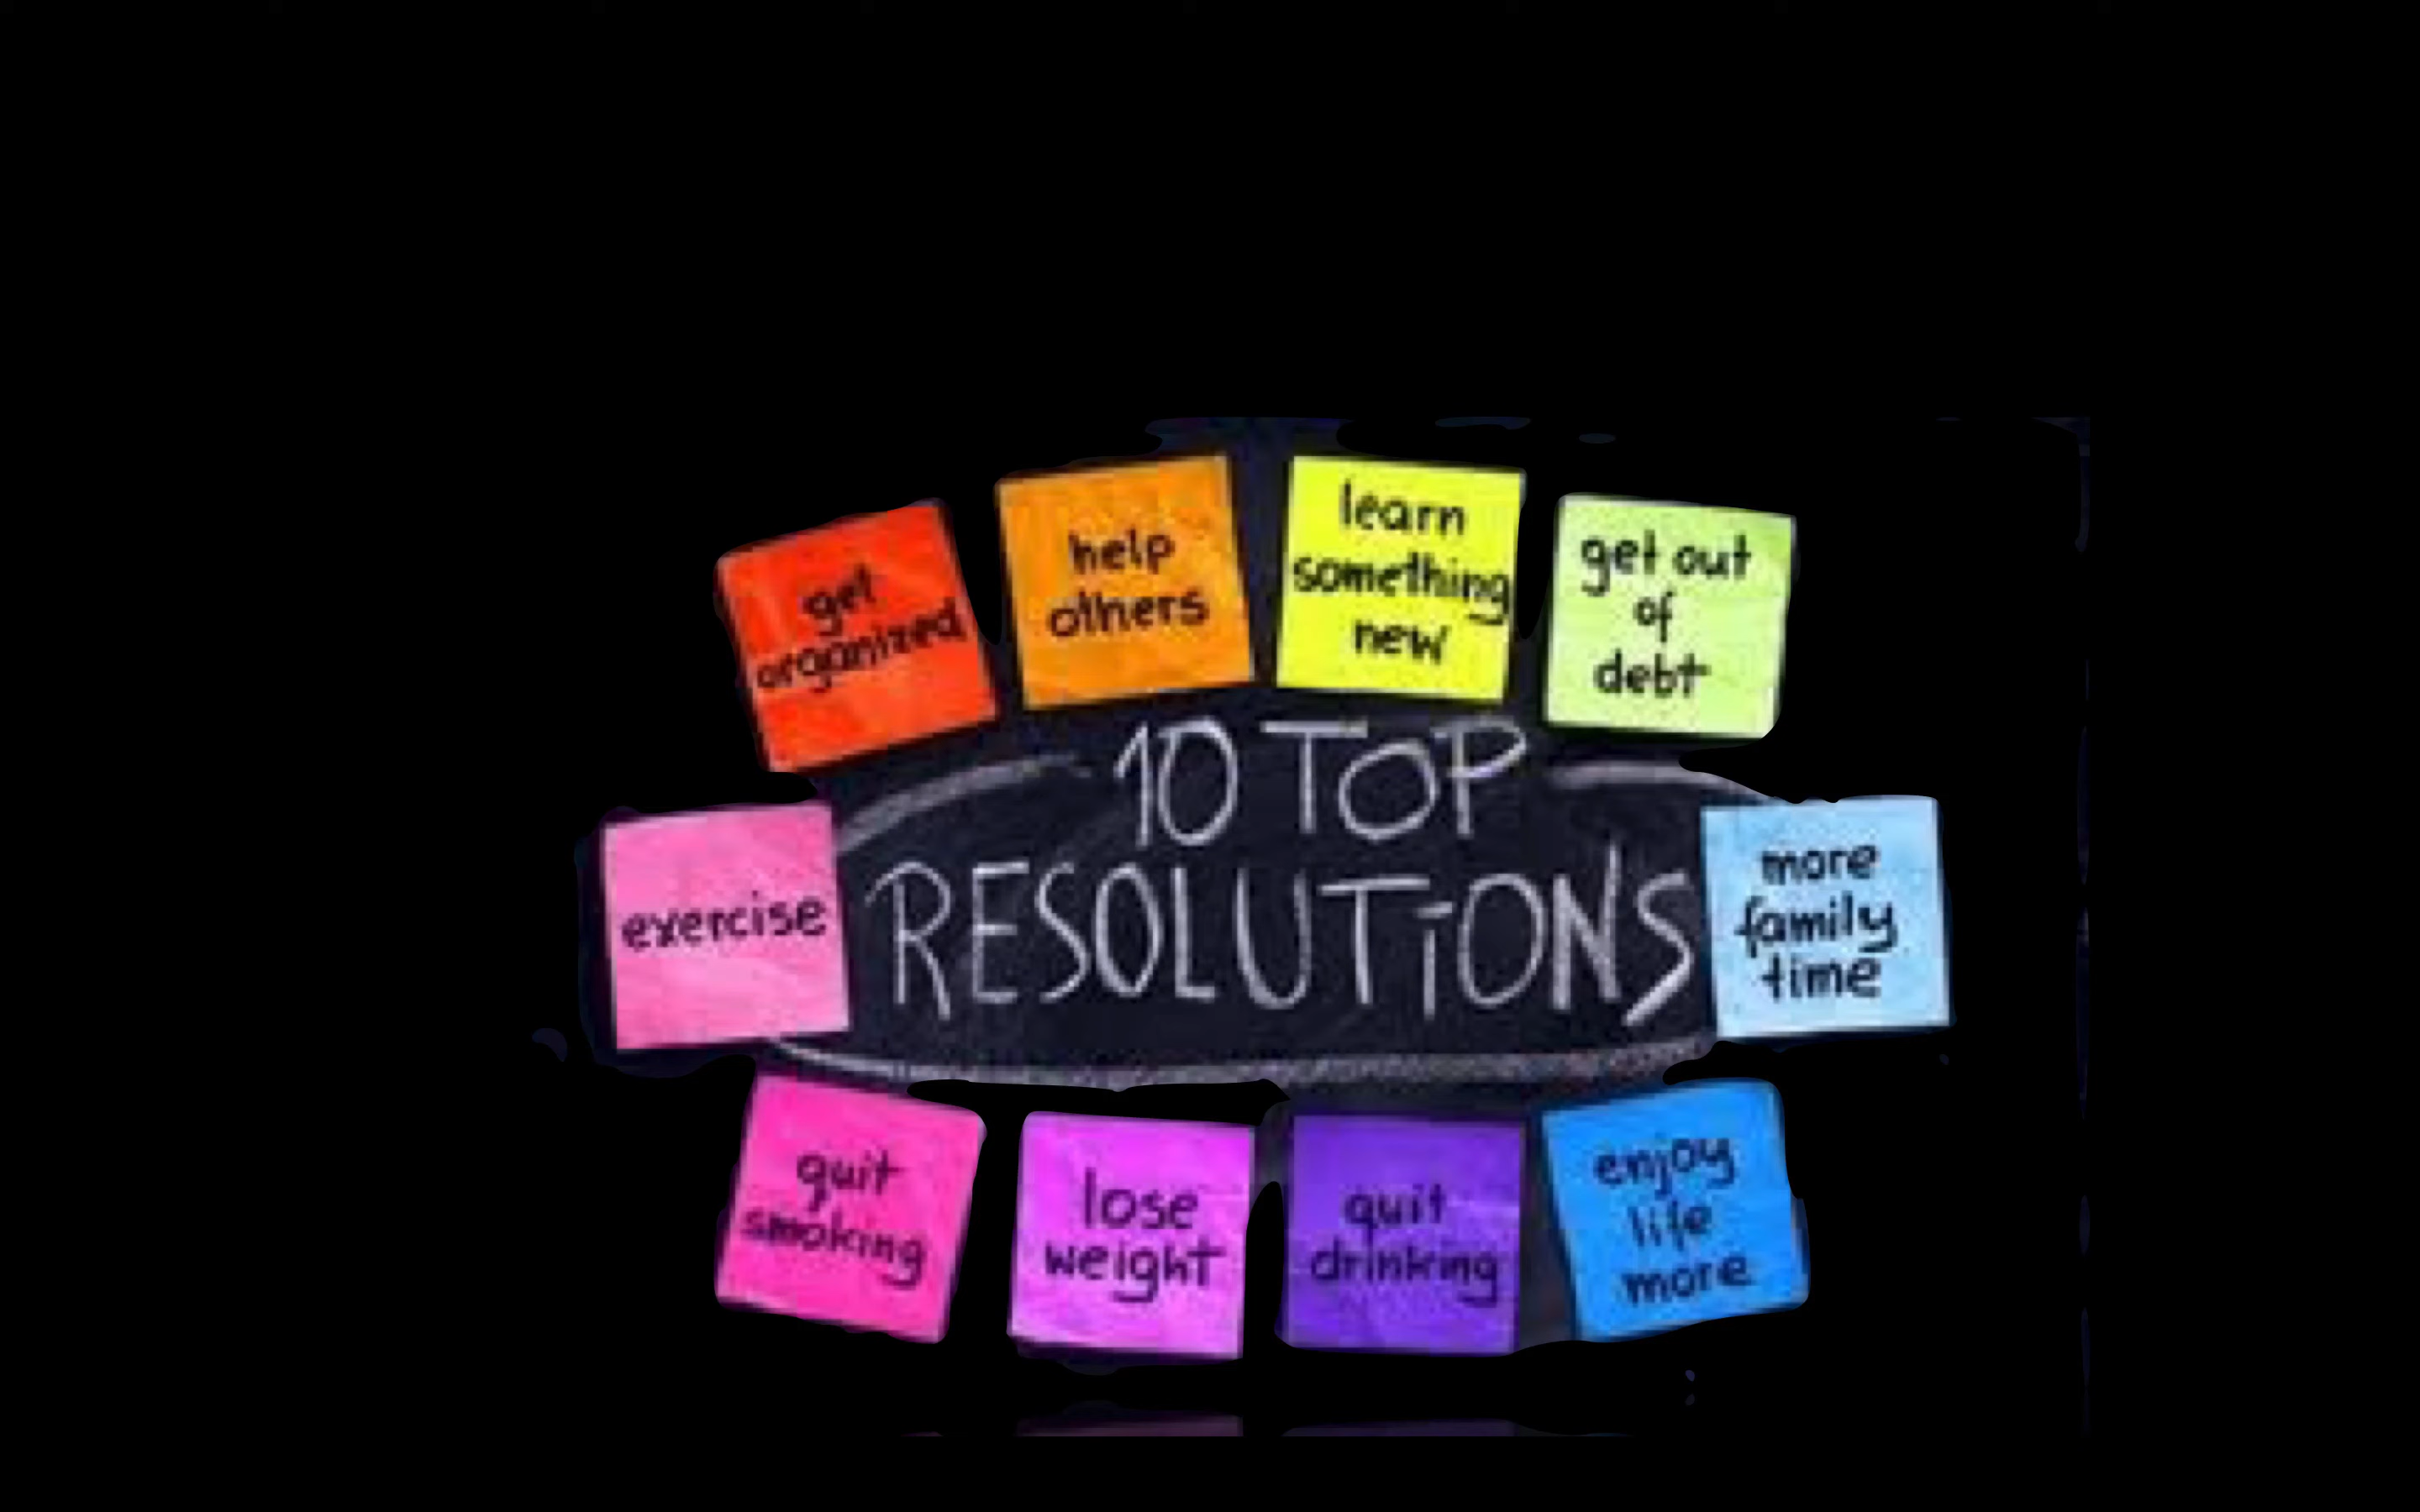 get
organized
help
others
learn
something
new
get out
of
debt
10 TOP
RESOLUTiONS
exercise
more
family
time
quit
smoking
lose
weight
quit
drinking
enjoy
life
more